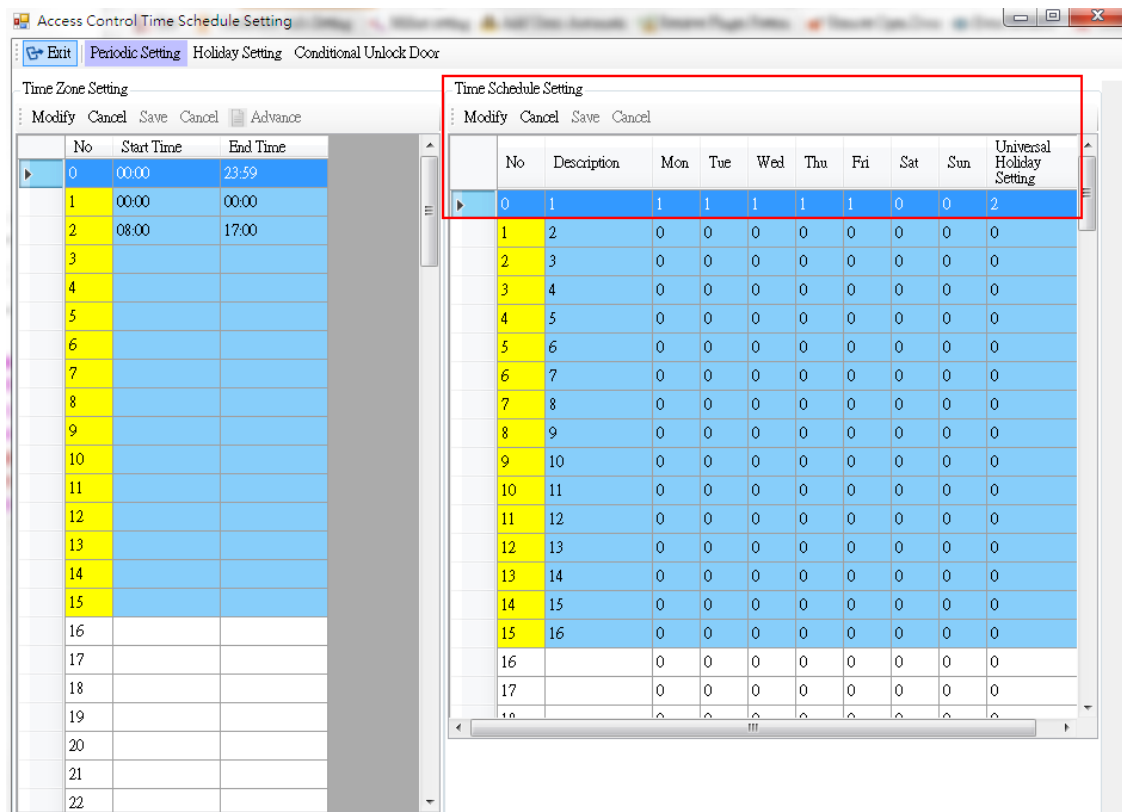 Access Control Time Schedule Setting
Exit Periodic Setting Holiday Setting Conditional Unlock Door
Time Zone Setting
Modify Cancel Save Cancel Advance
No Start Time End Time
0 00:00 23:59
1 00:00 00:00
2 08:00 17:00
3
4
5
6
7
8
9
10
11
12
13
14
15
16
17
18
19
20
21
22
Time Schedule Setting
Modify Cancel Save Cancel
No Description Mon Tue Wed Thu Fri Sat Sun Universal Holiday Setting
0 1 1 1 1 1 1 0 0 2
1 2 0 0 0 0 0 0 0 0
2 3 0 0 0 0 0 0 0 0
3 4 0 0 0 0 0 0 0 0
4 5 0 0 0 0 0 0 0 0
5 6 0 0 0 0 0 0 0 0
6 7 0 0 0 0 0 0 0 0
7 8 0 0 0 0 0 0 0 0
8 9 0 0 0 0 0 0 0 0
9 10 0 0 0 0 0 0 0 0
10 11 0 0 0 0 0 0 0 0
11 12 0 0 0 0 0 0 0 0
12 13 0 0 0 0 0 0 0 0
13 14 0 0 0 0 0 0 0 0
14 15 0 0 0 0 0 0 0 0
15 16 0 0 0 0 0 0 0 0
16 0 0 0 0 0 0 0 0
17 0 0 0 0 0 0 0 0